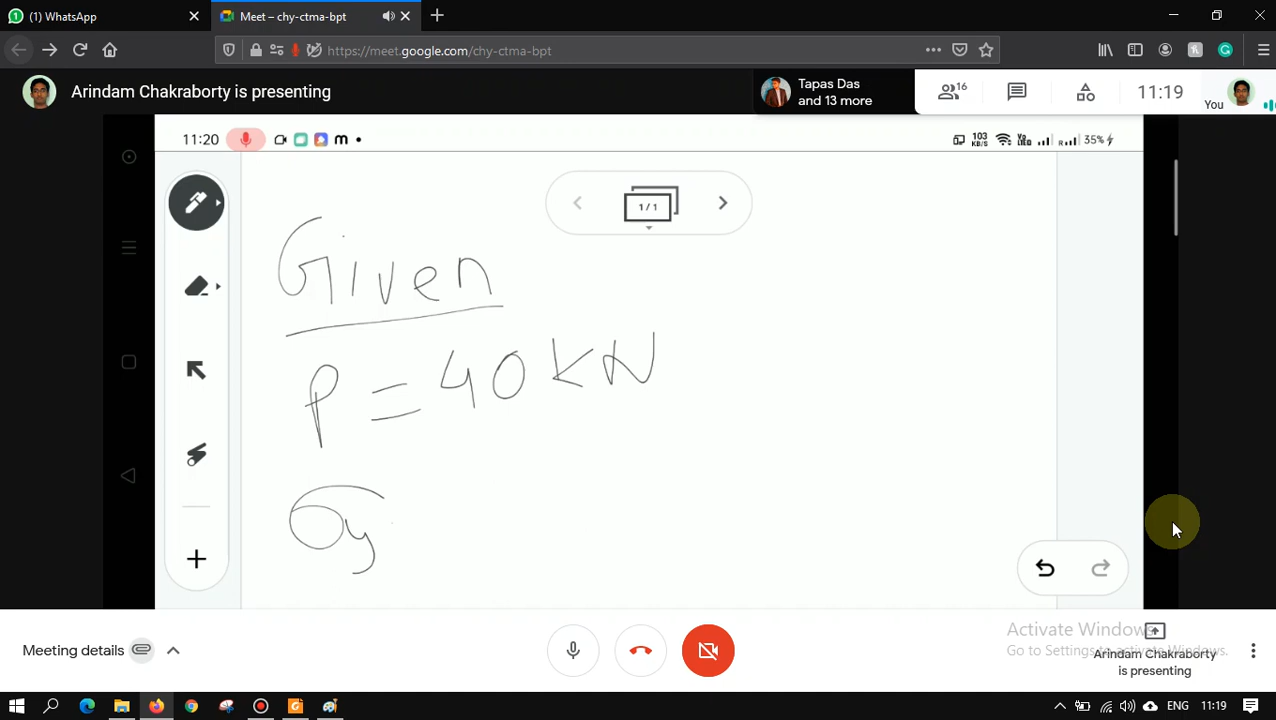 (1) WhatsApp
Meet – chy-ctma-bpt
https://meet.google.com/chy-ctma-bpt
Arindam Chakraborty is presenting
Tapas Das
and 13 more
16
11:19
You
11:20
m
103
KB/S
35%
1/1
Given
P = 40 kN
σy
Meeting details
Activate Windows
Go to Settings to activate Windows.
Arindam Chakraborty
is presenting
ENG
11:19